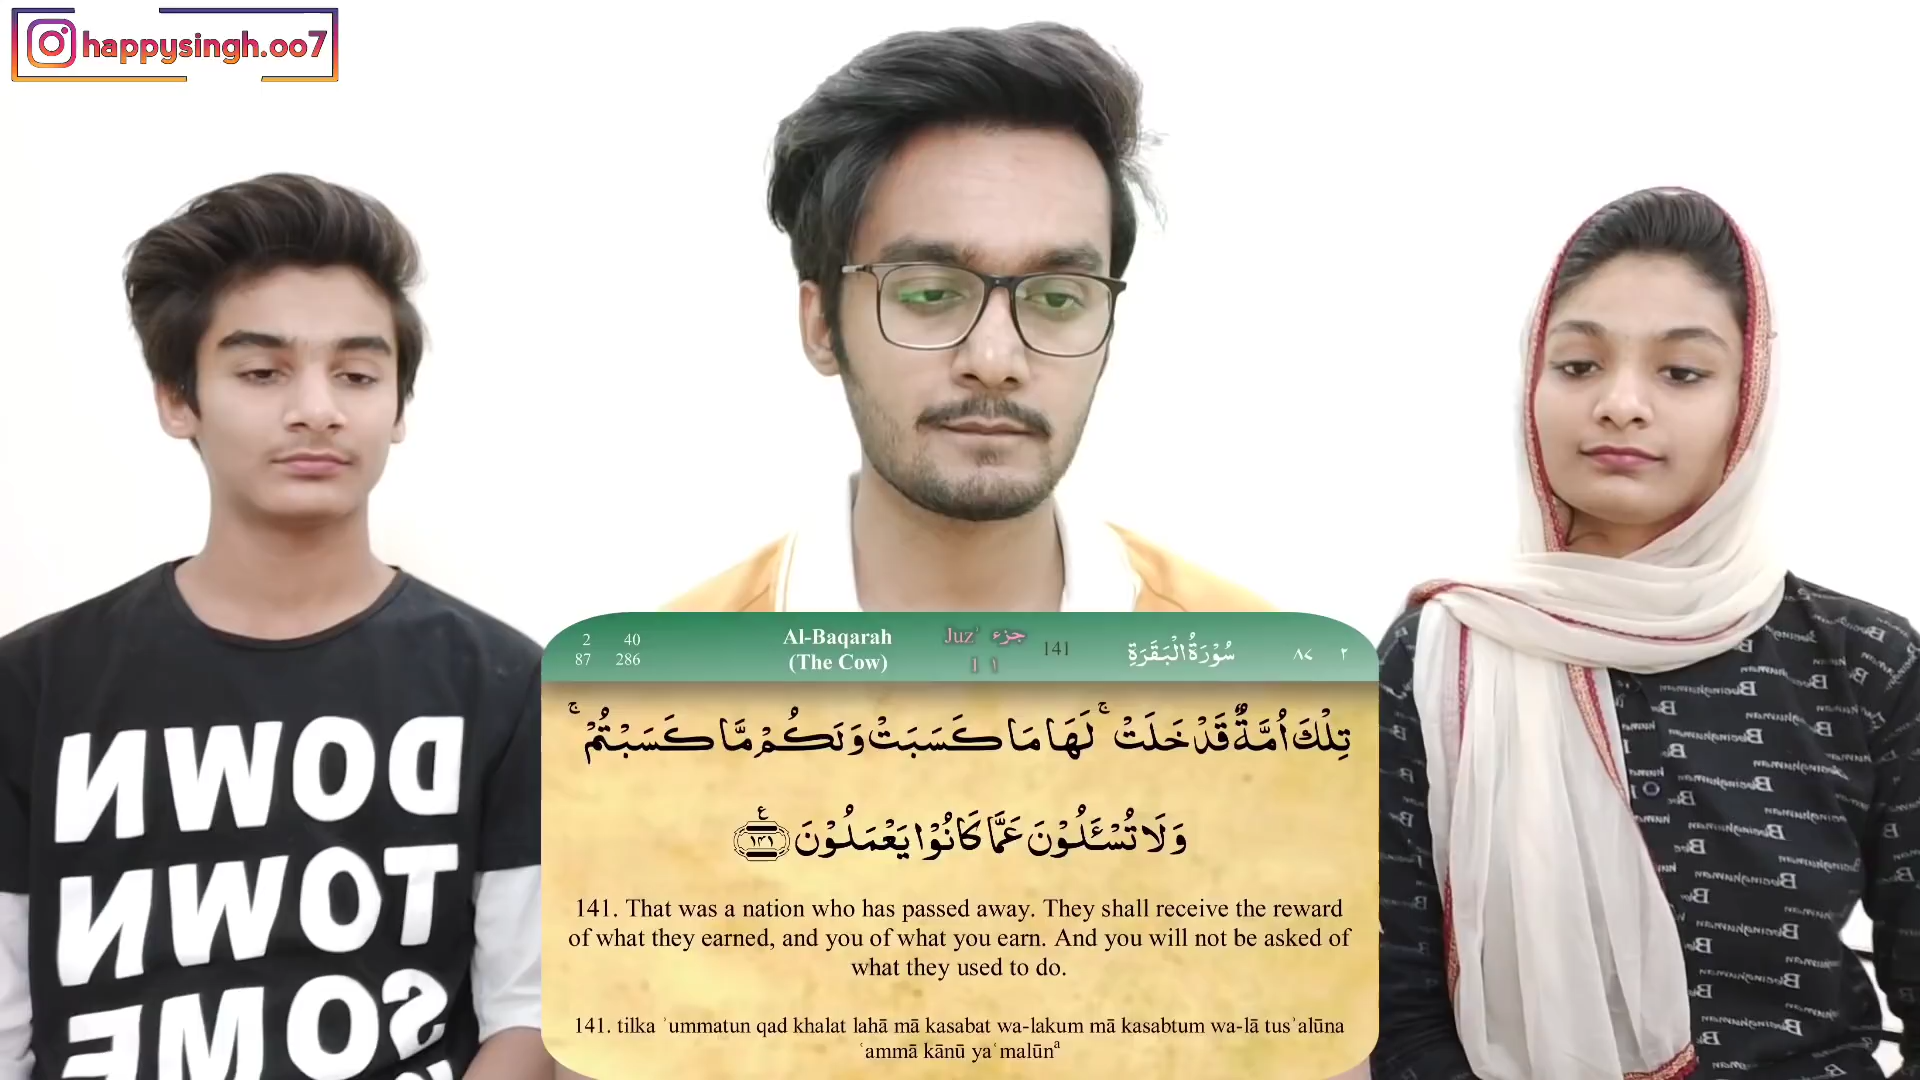 happysingh.oo7
2 40
87 286
Al-Baqarah
(The Cow)
Juz' جزء
1 ١
141
سُوْرَةُ الْبَقَرَةِ
٨٧ ٢
تِلْكَ اُمَّةٌ قَدْ خَلَتْ ۚ لَهَا مَا كَسَبَتْ وَلَكُمْ مَّا كَسَبْتُمْ ۚ
وَلَا تُسْـَٔلُوْنَ عَمَّا كَانُوْا يَعْمَلُوْنَ ع ١٤١
141. That was a nation who has passed away. They shall receive the reward
of what they earned, and you of what you earn. And you will not be asked of
what they used to do.
141. tilka ʾummatun qad khalat lahā mā kasabat wa-lakum mā kasabtum wa-lā tusʾalūna
ʿammā kānū yaʿmalūnᵃ
DOWN
TOWN
SOME